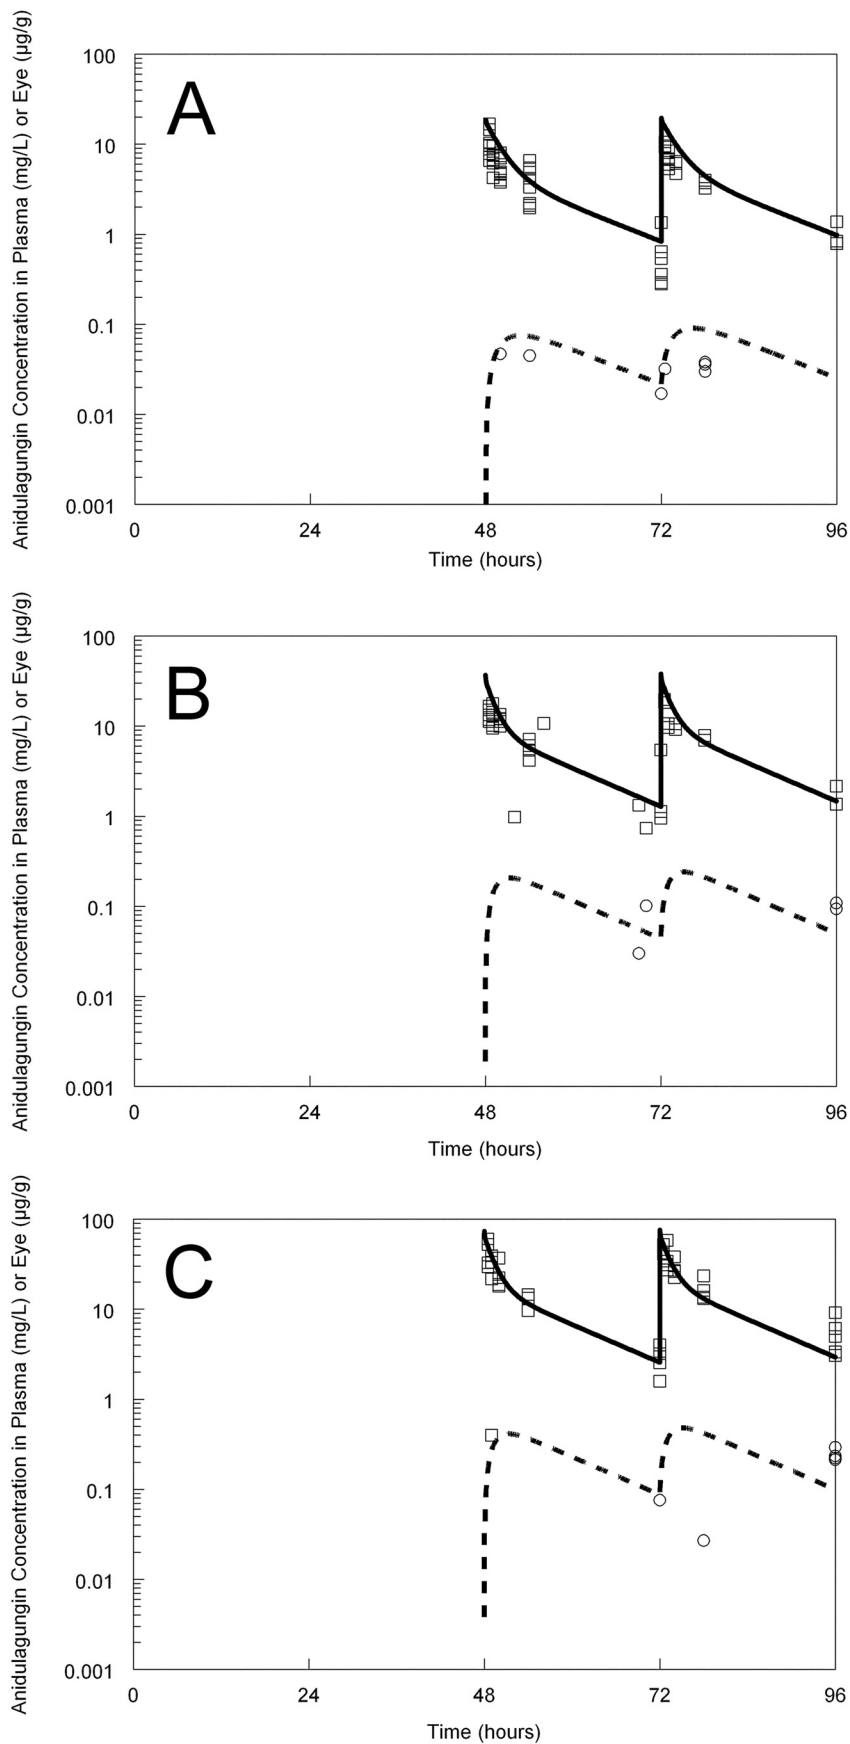 Anidulagungin Concentration in Plasma (mg/L) or Eye (µg/g)
A
100
10
1
0.1
0.01
0.001
0 24 48 72 96
Time (hours)
Anidulagungin Concentration in Plasma (mg/L) or Eye (µg/g)
B
100
10
1
0.1
0.01
0.001
0 24 48 72 96
Time (hours)
Anidulagungin Concentration in Plasma (mg/L) or Eye (µg/g)
C
100
10
1
0.1
0.01
0.001
0 24 48 72 96
Time (hours)